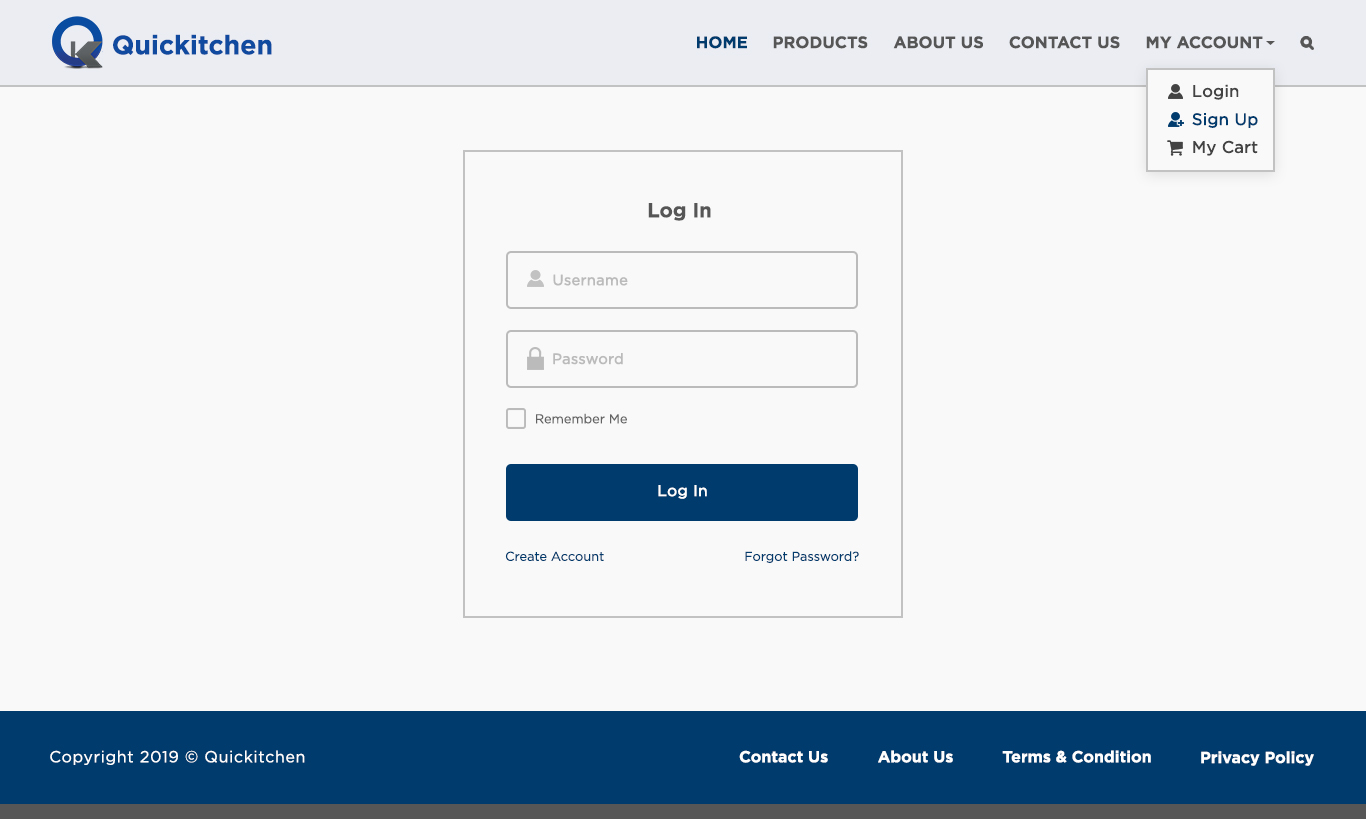 Quickitchen
HOME PRODUCTS ABOUT US CONTACT US MY ACCOUNT
Login
Sign Up
My Cart
Log In
Username
Password
Remember Me
Log In
Create Account Forgot Password?
Copyright 2019 © Quickitchen Contact Us About Us Terms & Condition Privacy Policy